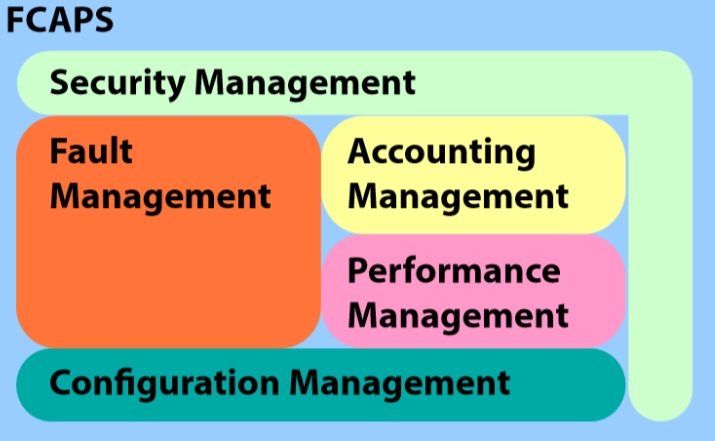 FCAPS
Security Management
Fault
Management
Accounting
Management
Performance
Management
Configuration Management